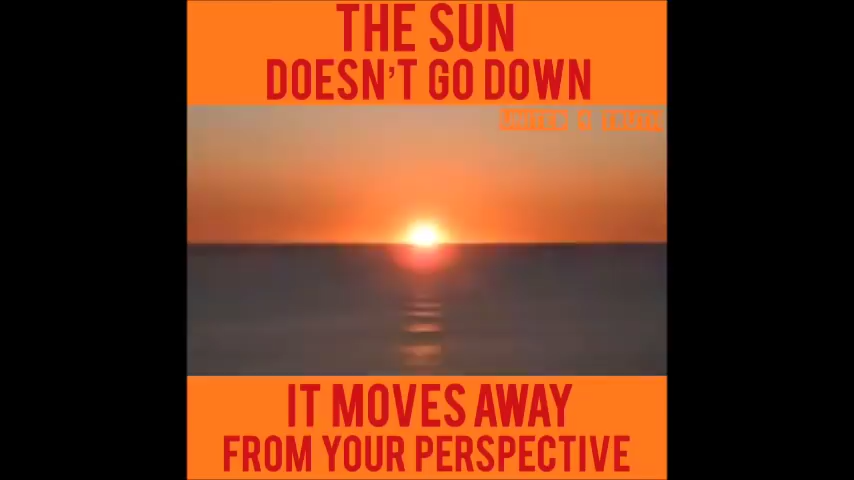 THE SUN
DOESN'T GO DOWN
IT MOVES AWAY
FROM YOUR PERSPECTIVE